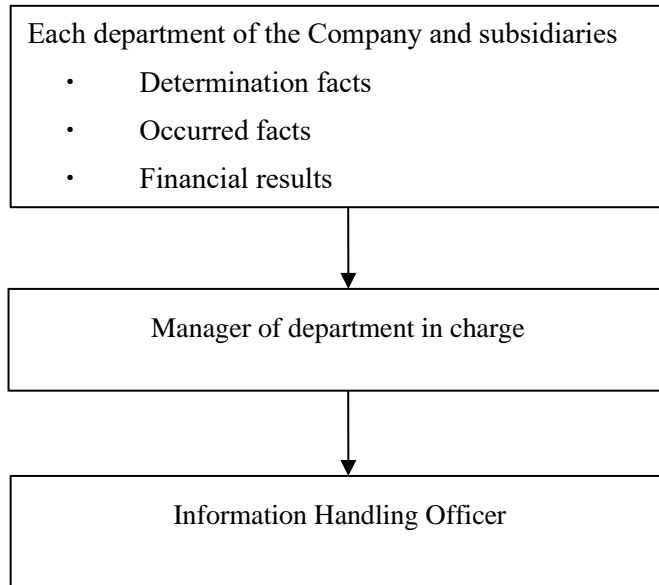 Each department of the Company and subsidiaries
・ Determination facts
・ Occurred facts
・ Financial results
Manager of department in charge
Information Handling Officer